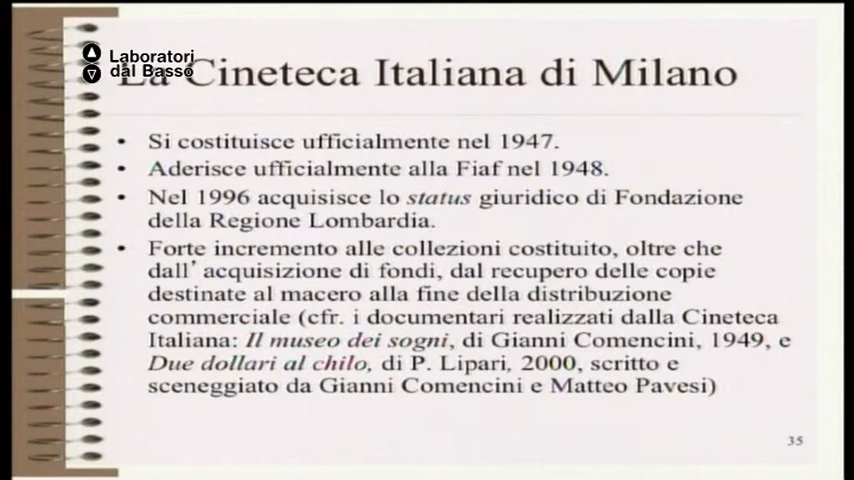 Laboratori
dal Basso
La Cineteca Italiana di Milano
• Si costituisce ufficialmente nel 1947.
• Aderisce ufficialmente alla Fiaf nel 1948.
• Nel 1996 acquisisce lo status giuridico di Fondazione
della Regione Lombardia.
• Forte incremento alle collezioni costituito, oltre che
dall'acquisizione di fondi, dal recupero delle copie
destinate al macero alla fine della distribuzione
commerciale (cfr. i documentari realizzati dalla Cineteca
Italiana: Il museo dei sogni, di Gianni Comencini, 1949, e
Due dollari al chilo, di P. Lipari, 2000, scritto e
sceneggiato da Gianni Comencini e Matteo Pavesi)
35